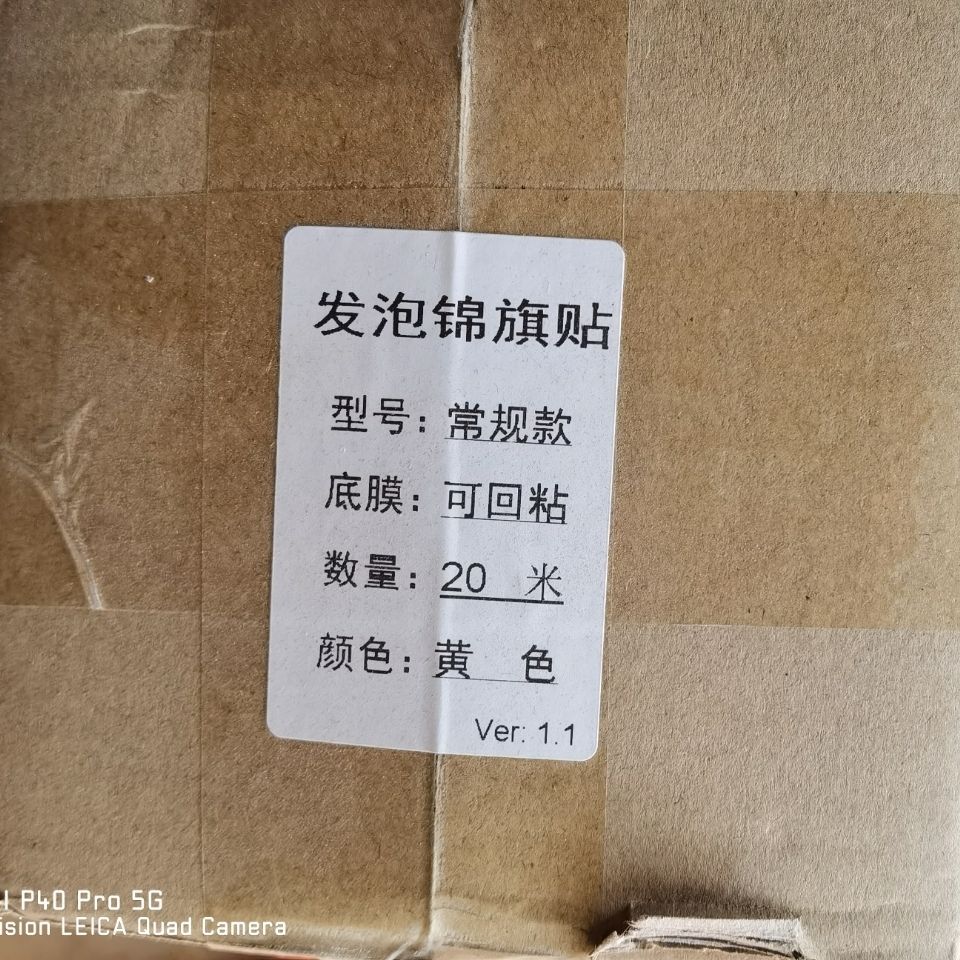 发泡锦旗贴
型号：常规款
底膜：可回粘
数量：20 米
颜色：黄 色
Ver: 1.1
I P40 Pro 5G
ision LEICA Quad Camera